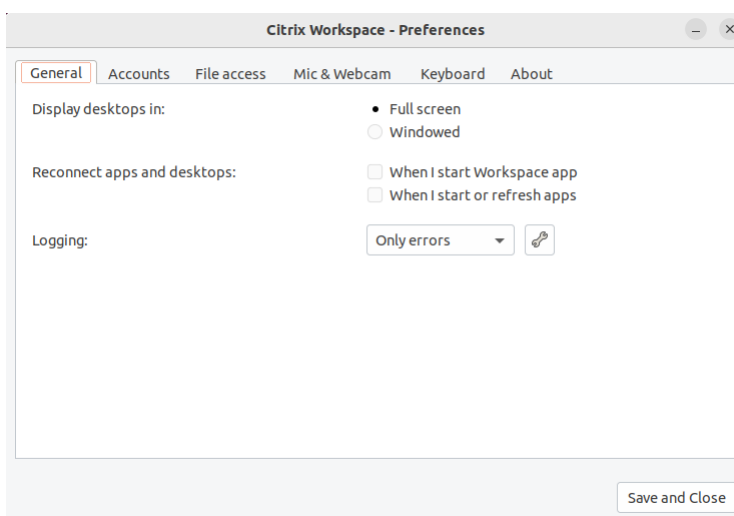 Citrix Workspace - Preferences
General Accounts File access Mic & Webcam Keyboard About
Display desktops in: Full screen
Windowed
Reconnect apps and desktops: When I start Workspace app
When I start or refresh apps
Logging: Only errors
Save and Close